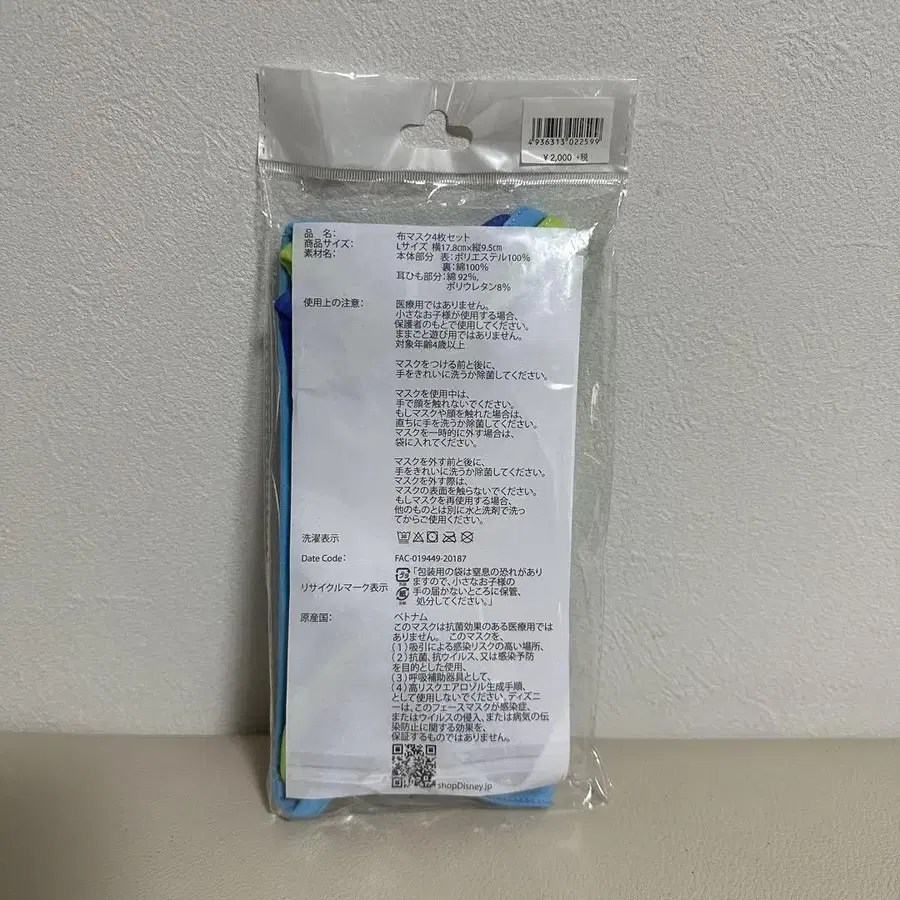 4936313022599
¥2,000 +税
品 名: 布マスク4枚セット
商品サイズ: Lサイズ 横17.8㎝×縦9.5㎝
素材名: 本体部分 表:ポリエステル100%
裏:綿100%
耳ひも部分:綿 92%,
ポリウレタン8%
使用上の注意: 医療用ではありません。
小さなお子様が使用する場合、
保護者のもとで使用してください。
ままごと遊び用ではありません。
対象年齢4歳以上
マスクをつける前と後に、
手をきれいに洗うか除菌してください。
マスクを使用中は、
手で顔を触れないでください。
もしマスクや顔を触れた場合は、
直ちに手を洗うか除菌してください。
マスクを一時的に外す場合は、
袋に入れてください。
マスクを外す前と後に、
手をきれいに洗うか除菌してください。
マスクを外す際は、
マスクの表面を触らないでください。
もしマスクを再使用する場合、
他のものとは別に水と洗剤で洗っ
てからご使用ください。
洗濯表示
Date Code: FAC-019449-20187
リサイクルマーク表示
「包装用の袋は窒息の恐れがあり
ますので、小さなお子様の
手の届かないところに保管、
処分してください。」
原産国: ベトナム
このマスクは抗菌効果のある医療用では
ありません。 このマスクを、
(1)吸引による感染リスクの高い場所、
(2)抗菌、抗ウイルス、又は感染予防
を目的とした使用、
(3)呼吸補助器具として、
(4)高リスクエアロゾル生成手順、
として使用しないでください。ディズニ
ーは、このフェースマスクが感染症、
またはウイルスの侵入、または病気の伝
染防止に関する効果を、
保証するものではありません。
shopDisney.jp